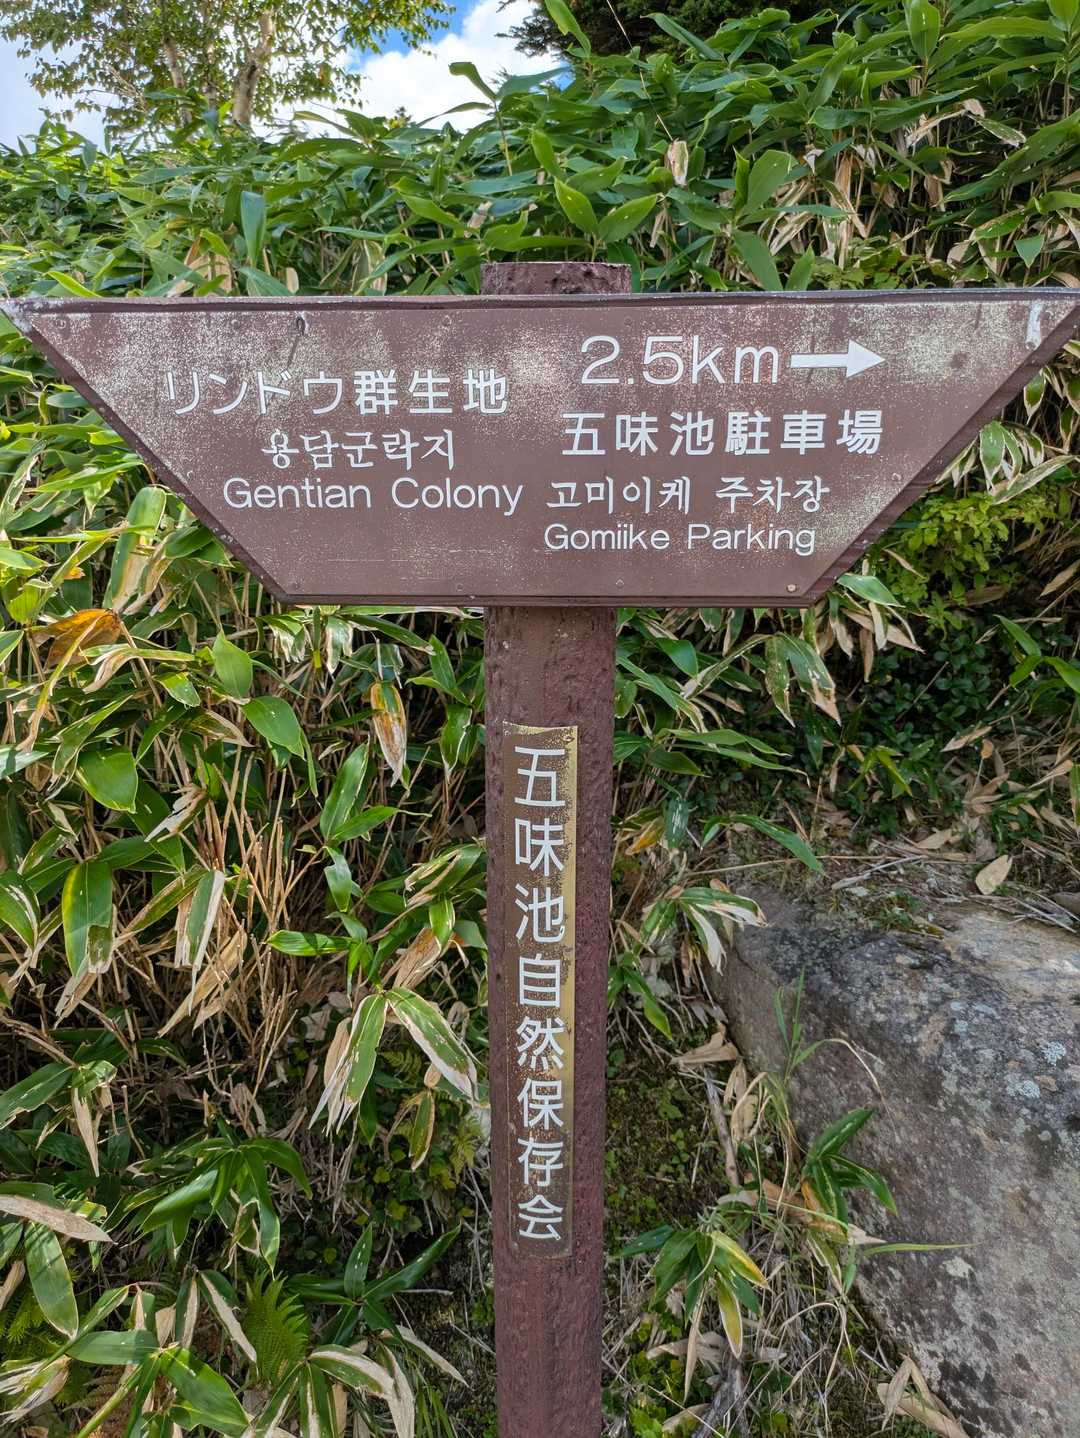 リンドウ群生地
용담군락지
Gentian Colony
2.5km→
五味池駐車場
고미이케 주차장
Gomiike Parking
五味池自然保存会